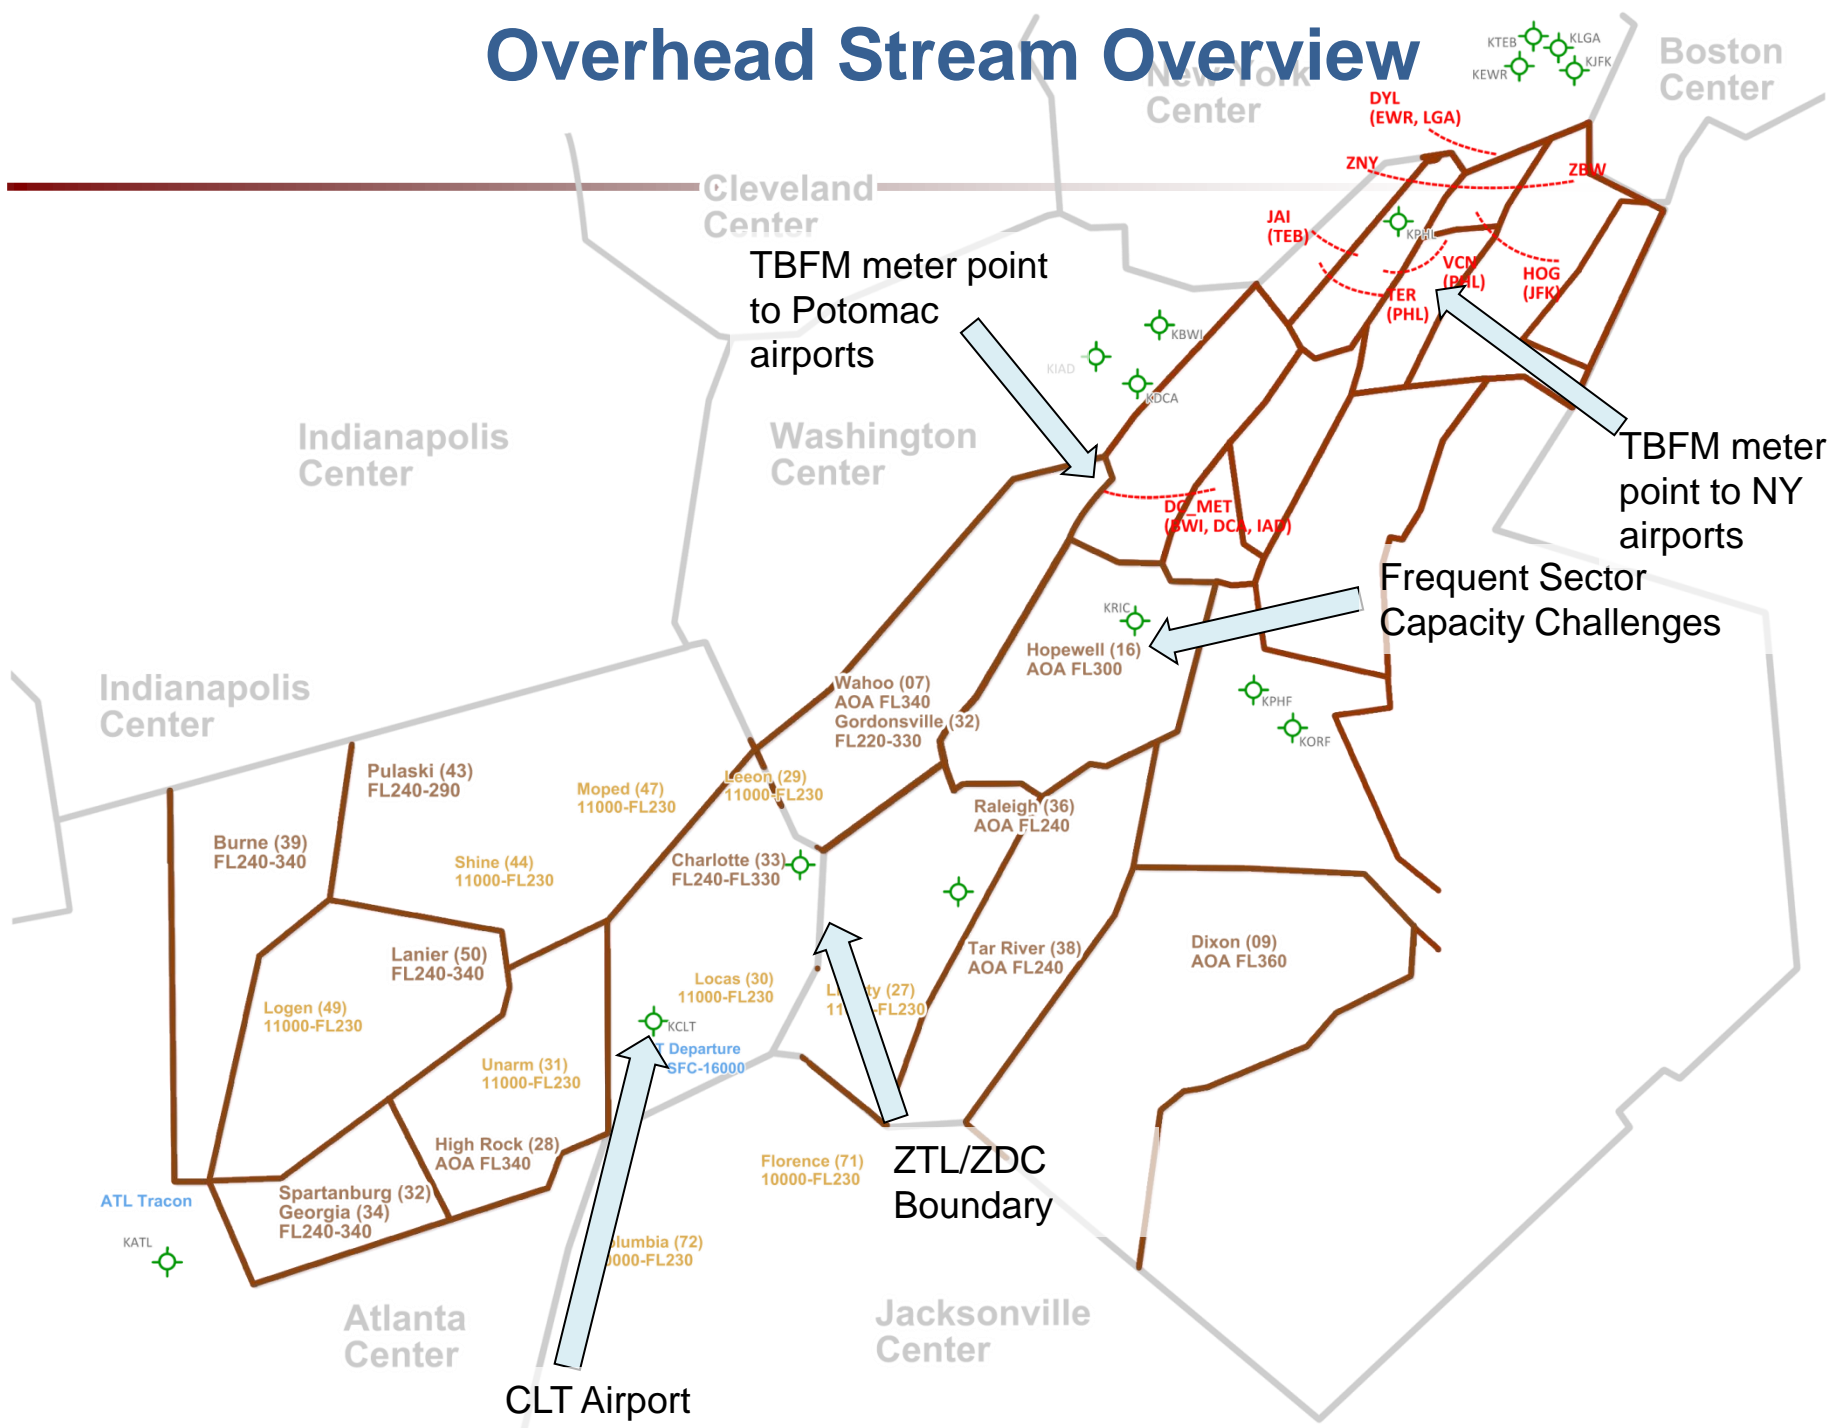 Overhead Stream Overview
KTEB
KLGA
KEWR
KJFK
Boston
Center
New York
Center
DYL
(EWR, LGA)
ZNY
ZBW
Cleveland
Center
JAI
(TEB)
KPHL
VCN
(PHL)
HOG
(JFK)
TER
(PHL)
TBFM meter point
to Potomac
airports
KBWI
KIAD
KDCA
Indianapolis
Center
Washington
Center
TBFM meter
point to NY
airports
DC_MET
(BWI, DCA, IAD)
Frequent Sector
Capacity Challenges
KRIC
Hopewell (16)
AOA FL300
Indianapolis
Center
Wahoo (07)
AOA FL340
Gordonsville (32)
FL220-330
KPHF
KORF
Pulaski (43)
FL240-290
Moped (47)
11000-FL230
Leeon (29)
11000-FL230
Raleigh (36)
AOA FL240
Burne (39)
FL240-340
Shine (44)
11000-FL230
Charlotte (33)
FL240-FL330
Lanier (50)
FL240-340
Tar River (38)
AOA FL240
Dixon (09)
AOA FL360
Logen (49)
11000-FL230
Locas (30)
11000-FL230
(27)
FL230
KCLT
Departure
SFC-16000
Unarm (31)
11000-FL230
High Rock (28)
AOA FL340
Florence (71)
10000-FL230
ZTL/ZDC
Boundary
ATL Tracon
Spartanburg (32)
Georgia (34)
FL240-340
KATL
(72)
FL230
Atlanta
Center
Jacksonville
Center
CLT Airport